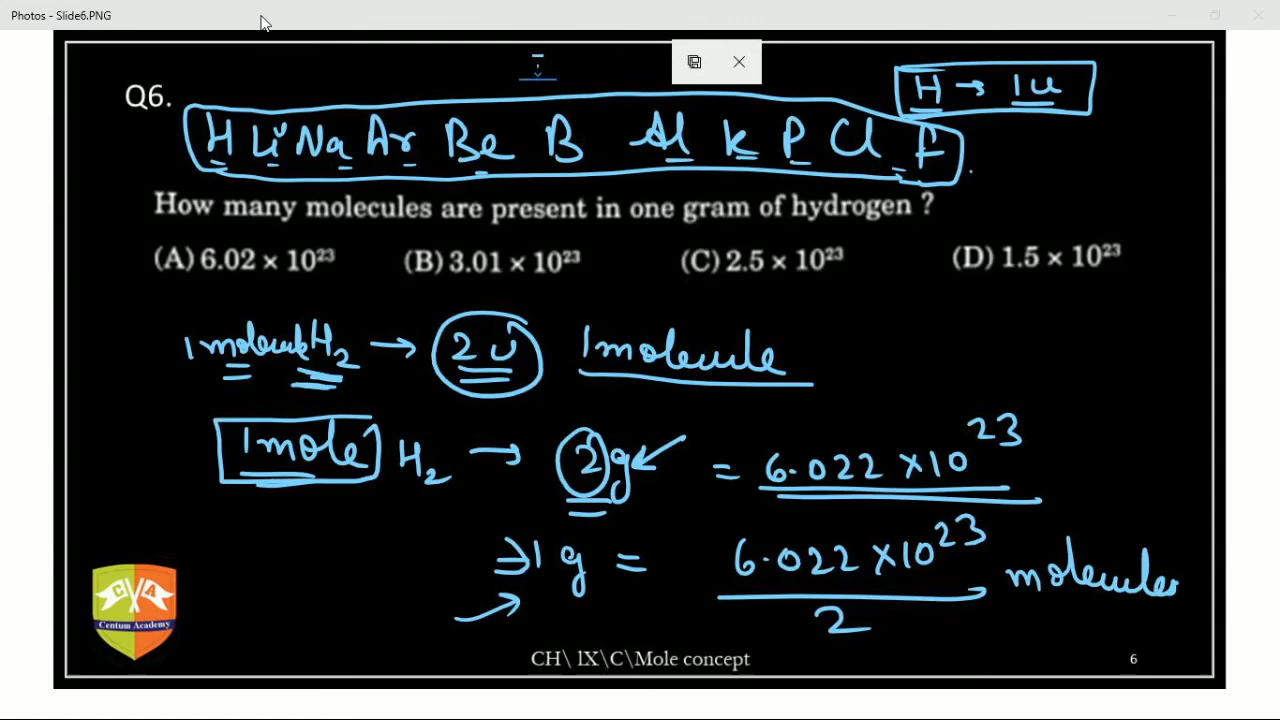 Photos - Slide6.PNG
H → 1u
Q6.
H Li Na Ar Be B Al K P Cl F
How many molecules are present in one gram of hydrogen ?
(A) 6.02 × 10²³ (B) 3.01 × 10²³ (C) 2.5 × 10²³ (D) 1.5 × 10²³
1 molecule H₂ → 2 u 1 molecule
1 mole H₂ → 2g = 6.022 × 10²³
⇒ 1 g = 6.022 × 10²³ / 2 molecules
C A
Centum Academy
CH\ lX\C\Mole concept
6